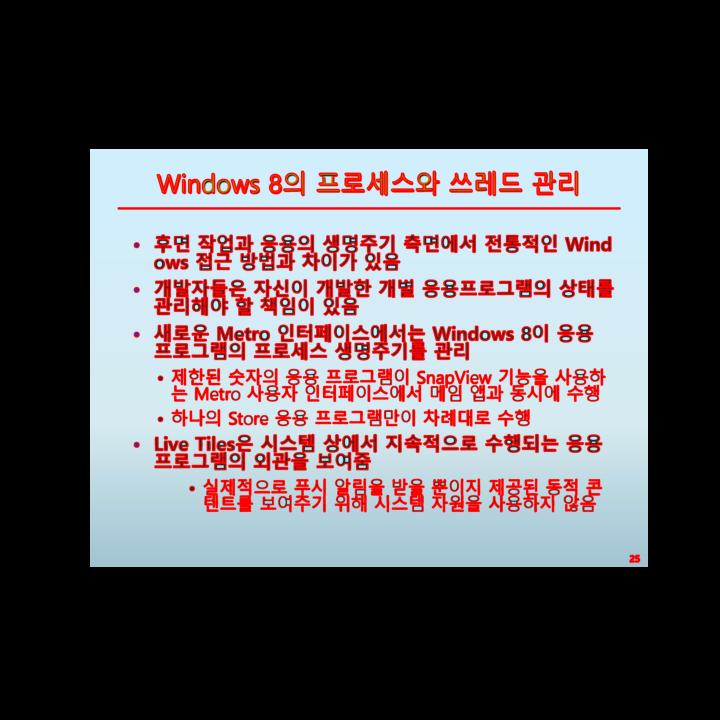 Windows 8의 프로세스와 쓰레드 관리
• 후면 작업과 응용의 생명주기 측면에서 전통적인 Wind
ows 접근 방법과 차이가 있음
• 개발자들은 자신이 개발한 개별 응용프로그램의 상태를
관리해야 할 책임이 있음
• 새로운 Metro 인터페이스에서는 Windows 8이 응용
프로그램의 프로세스 생명주기를 관리
• 제한된 숫자의 응용 프로그램이 SnapView 기능을 사용하
는 Metro 사용자 인터페이스에서 메임 앱과 동시에 수행
• 하나의 Store 응용 프로그램만이 차례대로 수행
• Live Tiles은 시스템 상에서 지속적으로 수행되는 응용
프로그램의 외관을 보여줌
• 실제적으로 푸시 알림을 받을 뿐이지 제공된 동적 콘
텐트를 보여주기 위해 시스템 자원을 사용하지 않음
25